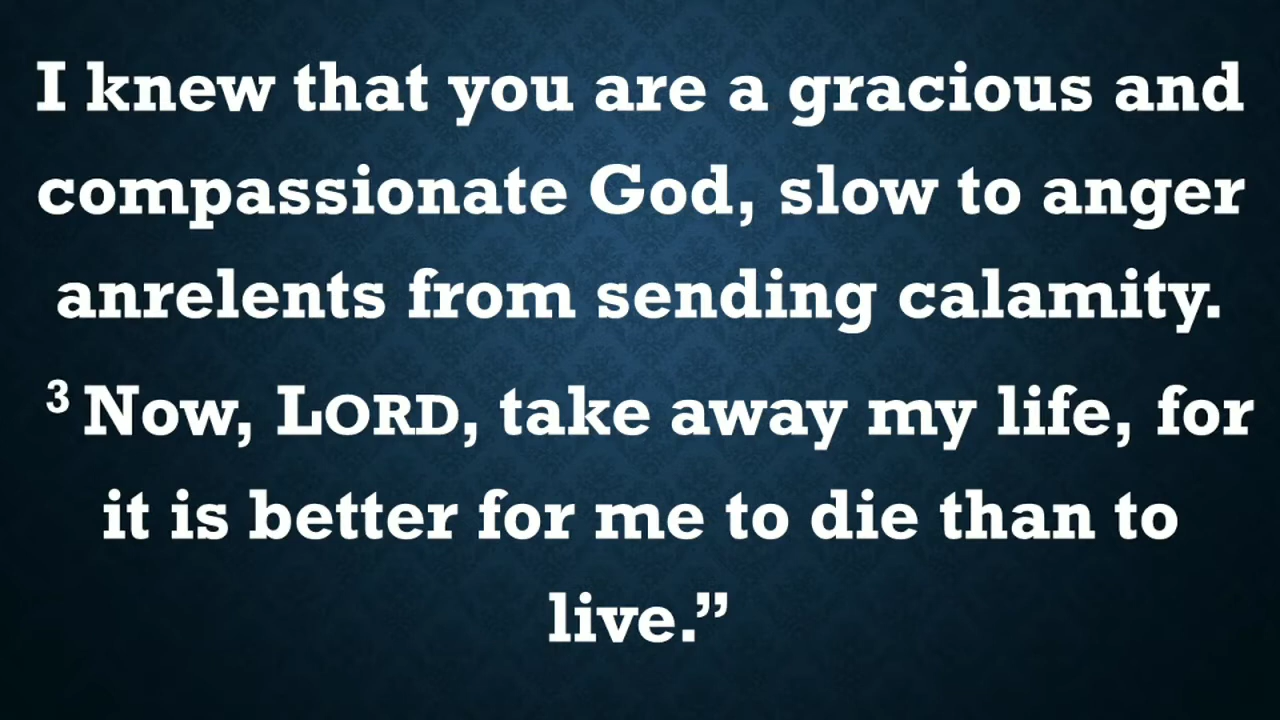 I knew that you are a gracious and
compassionate God, slow to anger
anrelents from sending calamity.
3 Now, LORD, take away my life, for
it is better for me to die than to
live.”